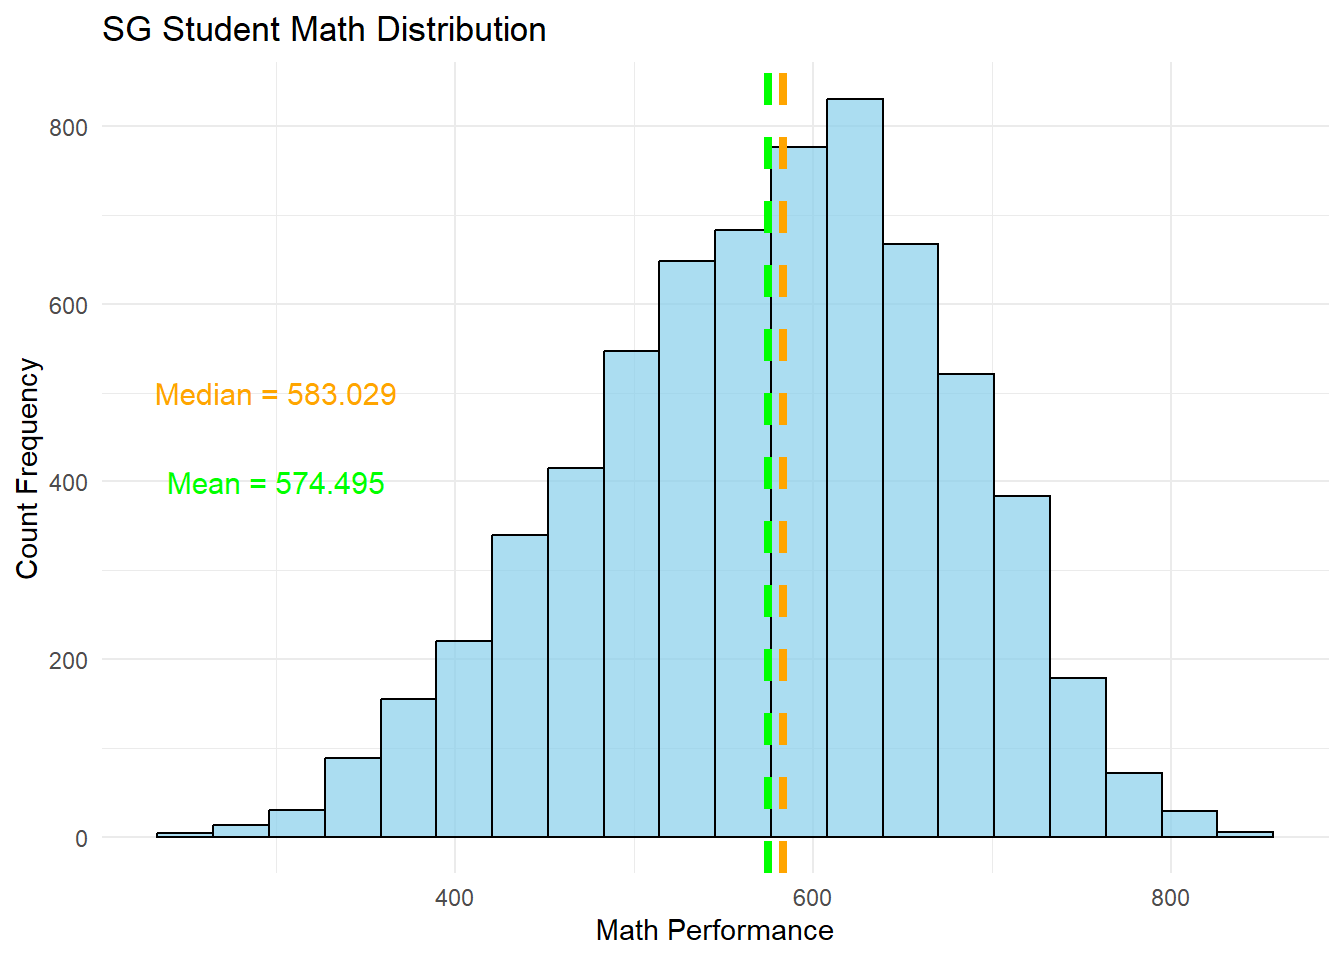 SG Student Math Distribution
800
600
400
200
0
Count Frequency
Median = 583.029
Mean = 574.495
400 600 800
Math Performance